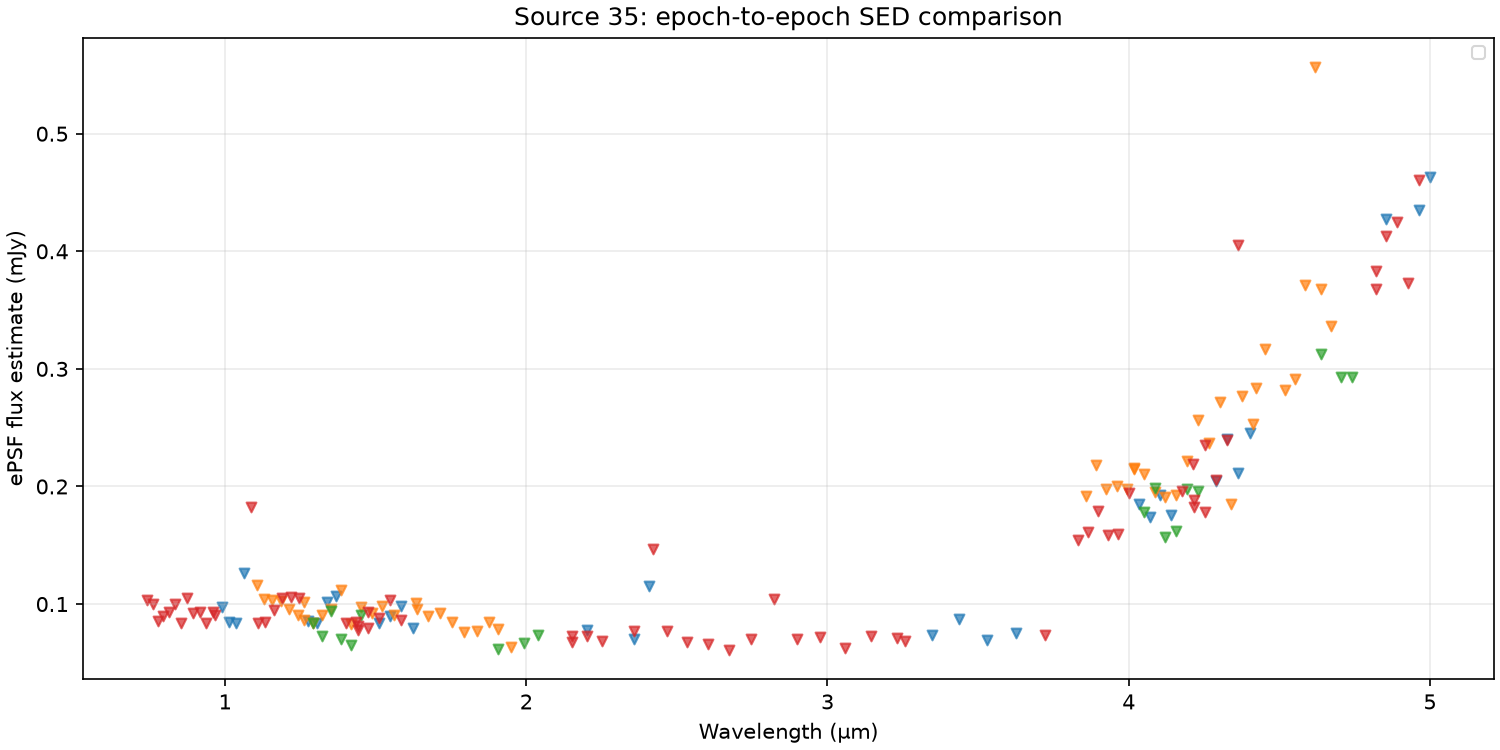 Source 35: epoch-to-epoch SED comparison
ePSF flux estimate (mJy)
0.5
0.4
0.3
0.2
0.1
1 2 3 4 5
Wavelength (μm)